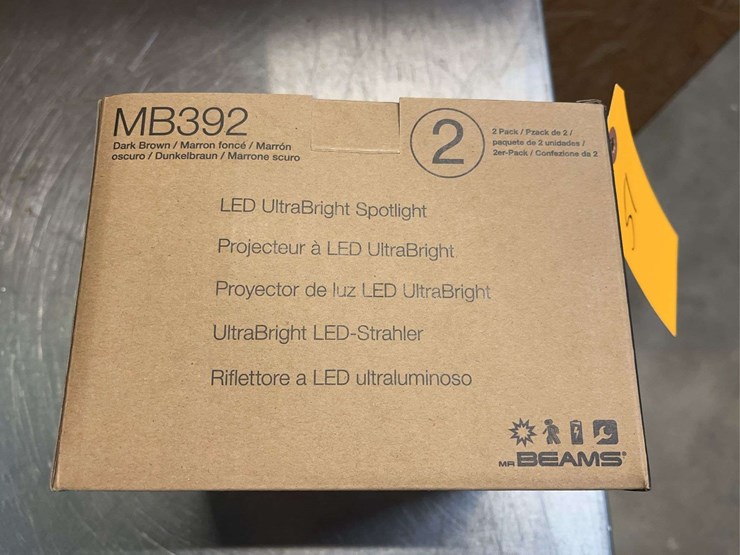 MB392
Dark Brown / Marron foncé / Marrón
oscuro / Dunkelbraun / Marrone scuro
2
2 Pack / Pzack de 2 /
paquete de 2 unidades /
2er-Pack / Confezione da 2
LED UltraBright Spotlight
Projecteur à LED UltraBright
Proyector de luz LED UltraBright
UltraBright LED-Strahler
Riflettore a LED ultraluminoso
MR BEAMS®